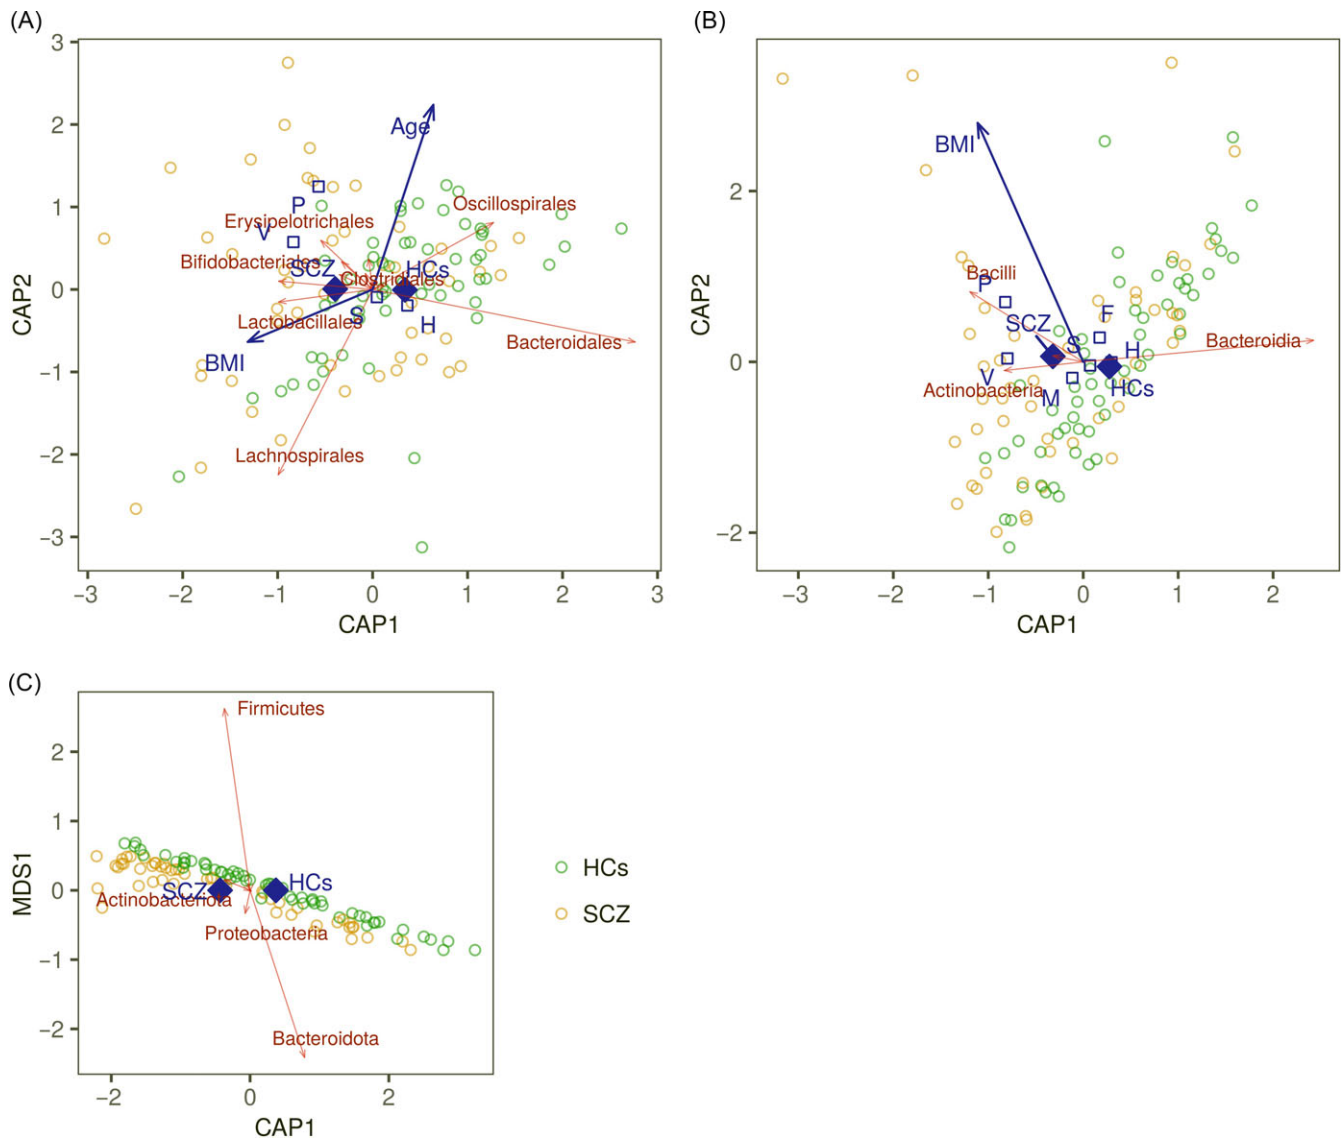 (A)
3
2
1
0
−1
−2
−3
CAP2
Age
P
Oscillospirales
Erysipelotrichales
V
Bifidobacteriales
SCZ
HCs
Clostridiales
Lactobacillales
S
H
BMI
Bacteroidales
Lachnospirales
−3
−2
−1
0
1
2
3
CAP1
(B)
2
0
−2
CAP2
BMI
Bacilli
P
F
SCZ
S
H
Bacteroidia
V
Actinobacteria
M
HCs
−3
−2
−1
0
1
2
CAP1
(C)
2
1
0
−1
−2
MDS1
Firmicutes
SCZ
HCs
Actinobacteriota
Proteobacteria
Bacteroidota
−2
0
2
CAP1
HCs
SCZ